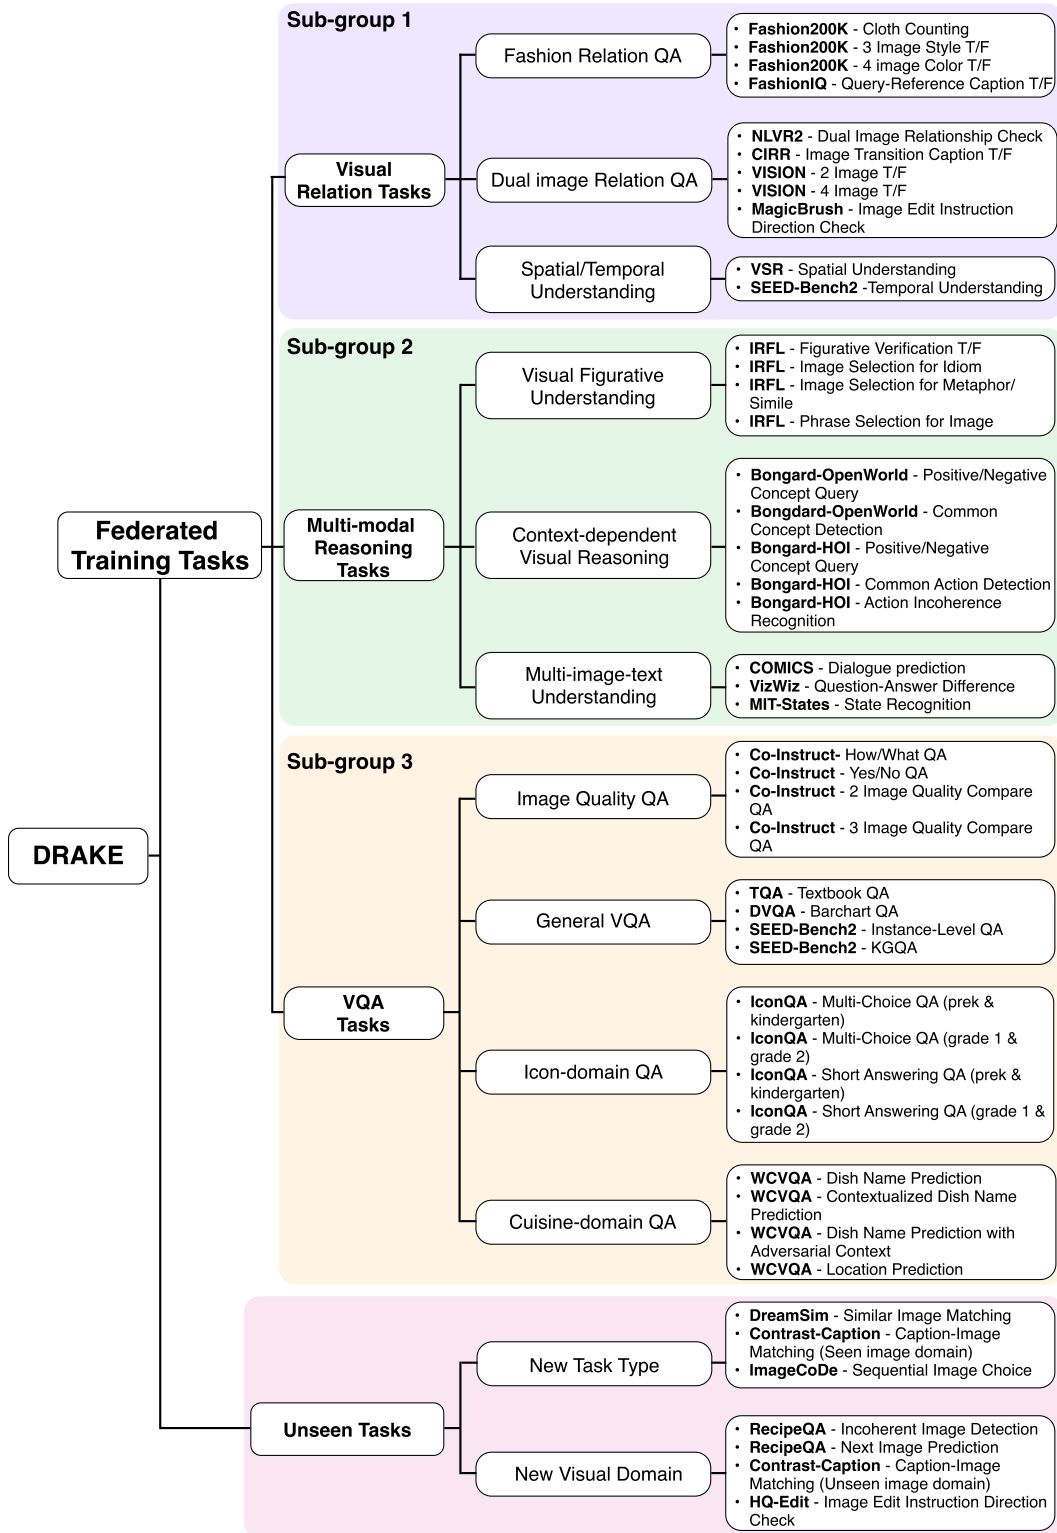 Sub-group 1
Fashion Relation QA
• Fashion200K - Cloth Counting
• Fashion200K - 3 Image Style T/F
• Fashion200K - 4 image Color T/F
• FashionIQ - Query-Reference Caption T/F
Visual
Relation Tasks
Dual image Relation QA
• NLVR2 - Dual Image Relationship Check
• CIRR - Image Transition Caption T/F
• VISION - 2 Image T/F
• VISION - 4 Image T/F
• MagicBrush - Image Edit Instruction
Direction Check
Spatial/Temporal
Understanding
• VSR - Spatial Understanding
• SEED-Bench2 -Temporal Understanding
Sub-group 2
Visual Figurative
Understanding
• IRFL - Figurative Verification T/F
• IRFL - Image Selection for Idiom
• IRFL - Image Selection for Metaphor/
Simile
• IRFL - Phrase Selection for Image
Federated
Training Tasks
Multi-modal
Reasoning
Tasks
Context-dependent
Visual Reasoning
• Bongard-OpenWorld - Positive/Negative
Concept Query
• Bongdard-OpenWorld - Common
Concept Detection
• Bongard-HOI - Positive/Negative
Concept Query
• Bongard-HOI - Common Action Detection
• Bongard-HOI - Action Incoherence
Recognition
Multi-image-text
Understanding
• COMICS - Dialogue prediction
• VizWiz - Question-Answer Difference
• MIT-States - State Recognition
Sub-group 3
Image Quality QA
• Co-Instruct- How/What QA
• Co-Instruct - Yes/No QA
• Co-Instruct - 2 Image Quality Compare
QA
• Co-Instruct - 3 Image Quality Compare
QA
DRAKE
General VQA
• TQA - Textbook QA
• DVQA - Barchart QA
• SEED-Bench2 - Instance-Level QA
• SEED-Bench2 - KGQA
VQA
Tasks
Icon-domain QA
• IconQA - Multi-Choice QA (prek &
kindergarten)
• IconQA - Multi-Choice QA (grade 1 &
grade 2)
• IconQA - Short Answering QA (prek &
kindergarten)
• IconQA - Short Answering QA (grade 1 &
grade 2)
Cuisine-domain QA
• WCVQA - Dish Name Prediction
• WCVQA - Contextualized Dish Name
Prediction
• WCVQA - Dish Name Prediction with
Adversarial Context
• WCVQA - Location Prediction
New Task Type
• DreamSim - Similar Image Matching
• Contrast-Caption - Caption-Image
Matching (Seen image domain)
• ImageCoDe - Sequential Image Choice
Unseen Tasks
New Visual Domain
• RecipeQA - Incoherent Image Detection
• RecipeQA - Next Image Prediction
• Contrast-Caption - Caption-Image
Matching (Unseen image domain)
• HQ-Edit - Image Edit Instruction Direction
Check